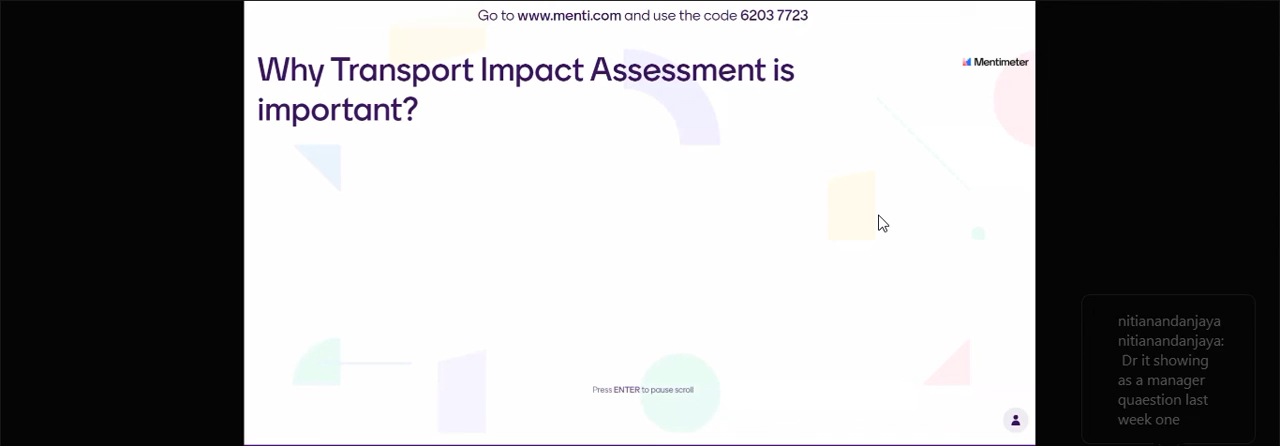 Go to www.menti.com and use the code 6203 7723
Why Transport Impact Assessment is
important?
Mentimeter
Press ENTER to pause scroll
nitianandanjaya
nitianandanjaya:
Dr it showing
as a manager
quaestion last
week one